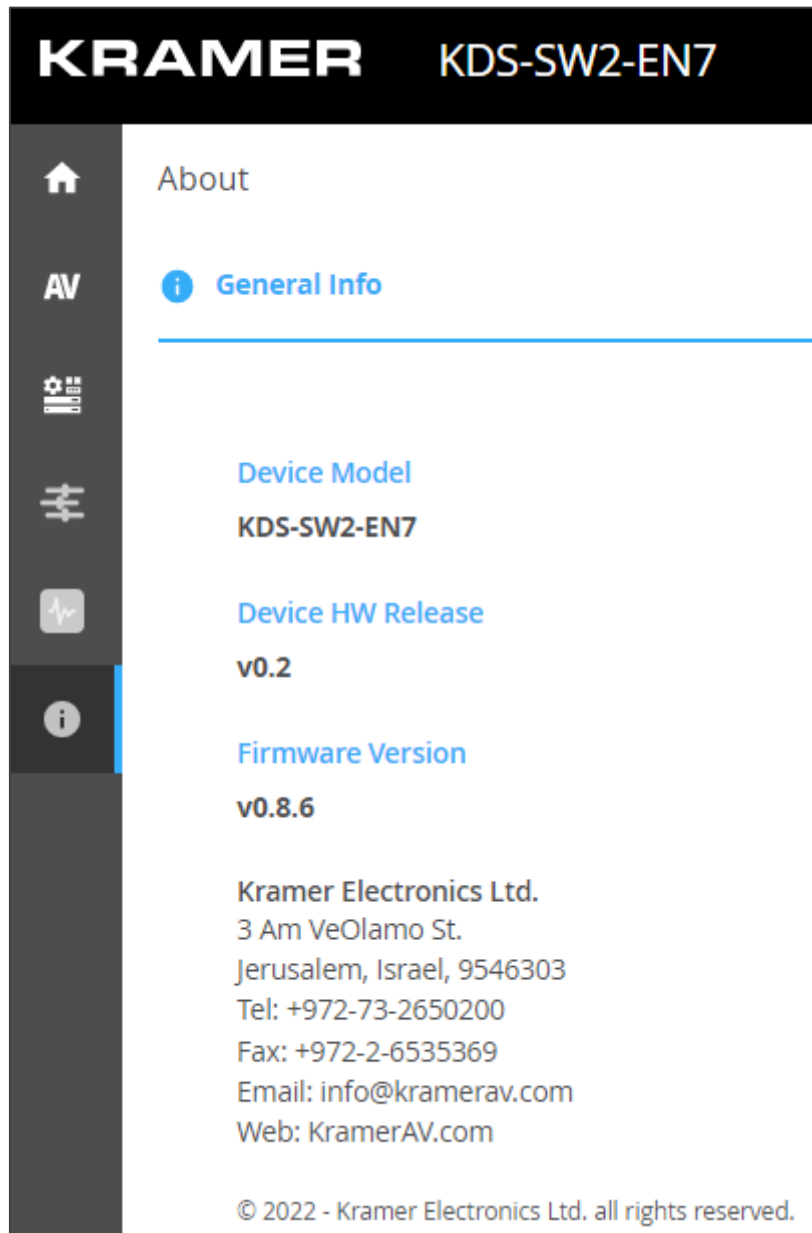 KRAMER KDS-SW2-EN7
About
AV
General Info
Device Model
KDS-SW2-EN7
Device HW Release
v0.2
Firmware Version
v0.8.6
Kramer Electronics Ltd.
3 Am VeOlamo St.
Jerusalem, Israel, 9546303
Tel: +972-73-2650200
Fax: +972-2-6535369
Email: info@kramerav.com
Web: KramerAV.com
© 2022 - Kramer Electronics Ltd. all rights reserved.